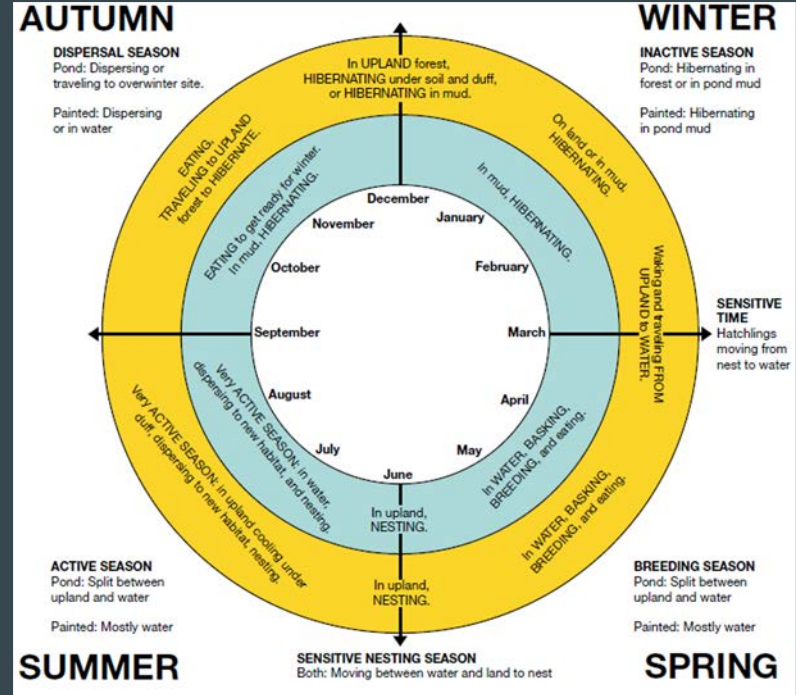 AUTUMN
DISPERSAL SEASON
Pond: Dispersing or
traveling to overwinter site.
Painted: Dispersing
or in water
WINTER
INACTIVE SEASON
Pond: Hibernating in
forest or in pond mud
Painted: Hibernating
in pond mud
In UPLAND forest,
HIBERNATING under soil and duff,
or HIBERNATING in mud.
On land or in mud.
HIBERNATING.
EATING,
TRAVELING to UPLAND
forest to HIBERNATE.
EATING to get ready for winter.
In mud, HIBERNATING.
In mud, HIBERNATING.
December
January
February
March
April
May
June
July
August
September
October
November
Waking and traveling FROM
UPLAND to WATER.
SENSITIVE
TIME
Hatchlings
moving from
nest to water
Very ACTIVE SEASON: in upland cooling under
duff, dispersing to new habitat, nesting.
Very ACTIVE SEASON: in water,
dispersing to new habitat, and nesting.
In upland,
NESTING.
In upland,
NESTING.
In WATER, BASKING,
BREEDING, and eating.
In WATER, BASKING,
BREEDING, and eating.
ACTIVE SEASON
Pond: Split between
upland and water
Painted: Mostly water
SUMMER
SENSITIVE NESTING SEASON
Both: Moving between water and land to nest
BREEDING SEASON
Pond: Split between
upland and water
Painted: Mostly water
SPRING